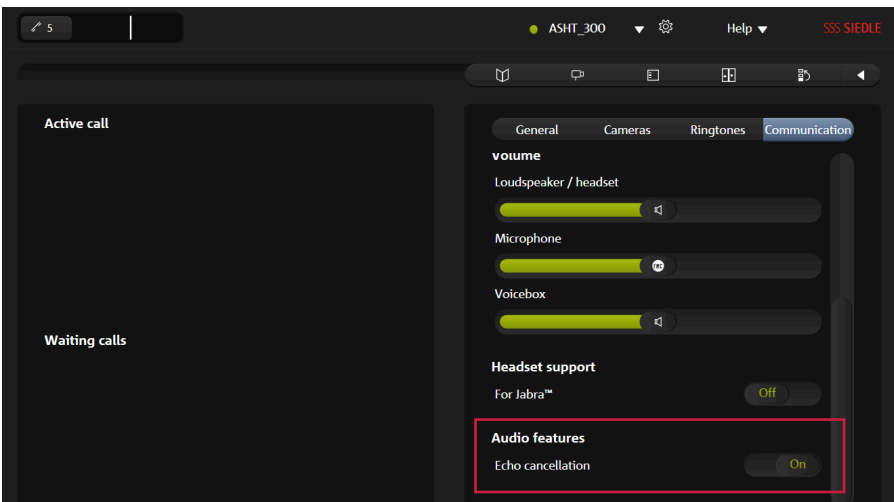 5
ASHT_300
Help
SSS SIEDLE
Active call
General Cameras Ringtones Communication
volume
Loudspeaker / headset
Microphone
rec
Voicebox
Waiting calls
Headset support
For Jabra™ Off
Audio features
Echo cancellation On